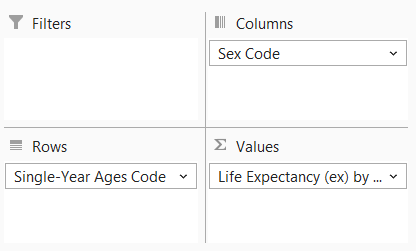 Filters
Columns
Sex Code
Rows
Values
Single-Year Ages Code
Life Expectancy (ex) by ...